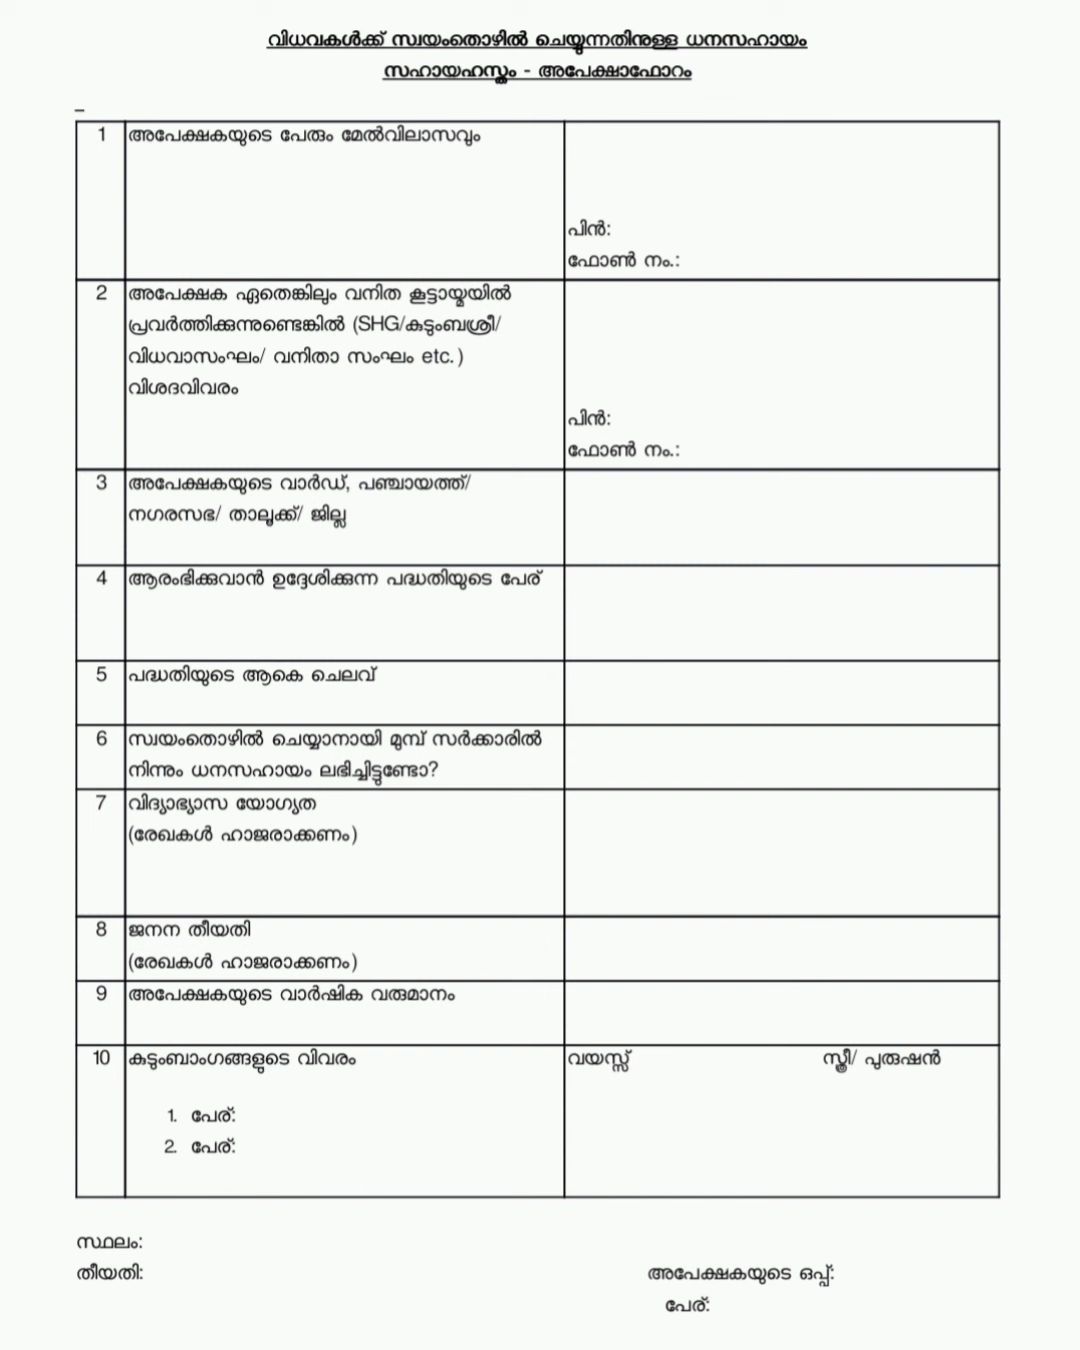 വിധവകൾക്ക് സ്വയംതൊഴിൽ ചെയ്യുന്നതിനുള്ള ധനസഹായം
സഹായഹസ്തം - അപേക്ഷാഫോറം
1 അപേക്ഷകയുടെ പേരും മേൽവിലാസവും
പിൻ:
ഫോൺ നം.:
2 അപേക്ഷക ഏതെങ്കിലും വനിത കൂട്ടായ്മയിൽ
പ്രവർത്തിക്കുന്നുണ്ടെങ്കിൽ (SHG/കുടുംബശ്രീ/
വിധവാസംഘം/ വനിതാ സംഘം etc.)
വിശദവിവരം
പിൻ:
ഫോൺ നം.:
3 അപേക്ഷകയുടെ വാർഡ്, പഞ്ചായത്ത്/
നഗരസഭ/ താലൂക്ക്/ ജില്ല
4 ആരംഭിക്കുവാൻ ഉദ്ദേശിക്കുന്ന പദ്ധതിയുടെ പേര്
5 പദ്ധതിയുടെ ആകെ ചെലവ്
6 സ്വയംതൊഴിൽ ചെയ്യാനായി മുമ്പ് സർക്കാരിൽ
നിന്നും ധനസഹായം ലഭിച്ചിട്ടുണ്ടോ?
7 വിദ്യാഭ്യാസ യോഗ്യത
(രേഖകൾ ഹാജരാക്കണം)
8 ജനന തീയതി
(രേഖകൾ ഹാജരാക്കണം)
9 അപേക്ഷകയുടെ വാർഷിക വരുമാനം
10 കുടുംബാംഗങ്ങളുടെ വിവരം വയസ്സ് സ്ത്രീ/ പുരുഷൻ
1. പേര്:
2. പേര്:
സ്ഥലം:
തീയതി: അപേക്ഷകയുടെ ഒപ്പ്:
പേര്: